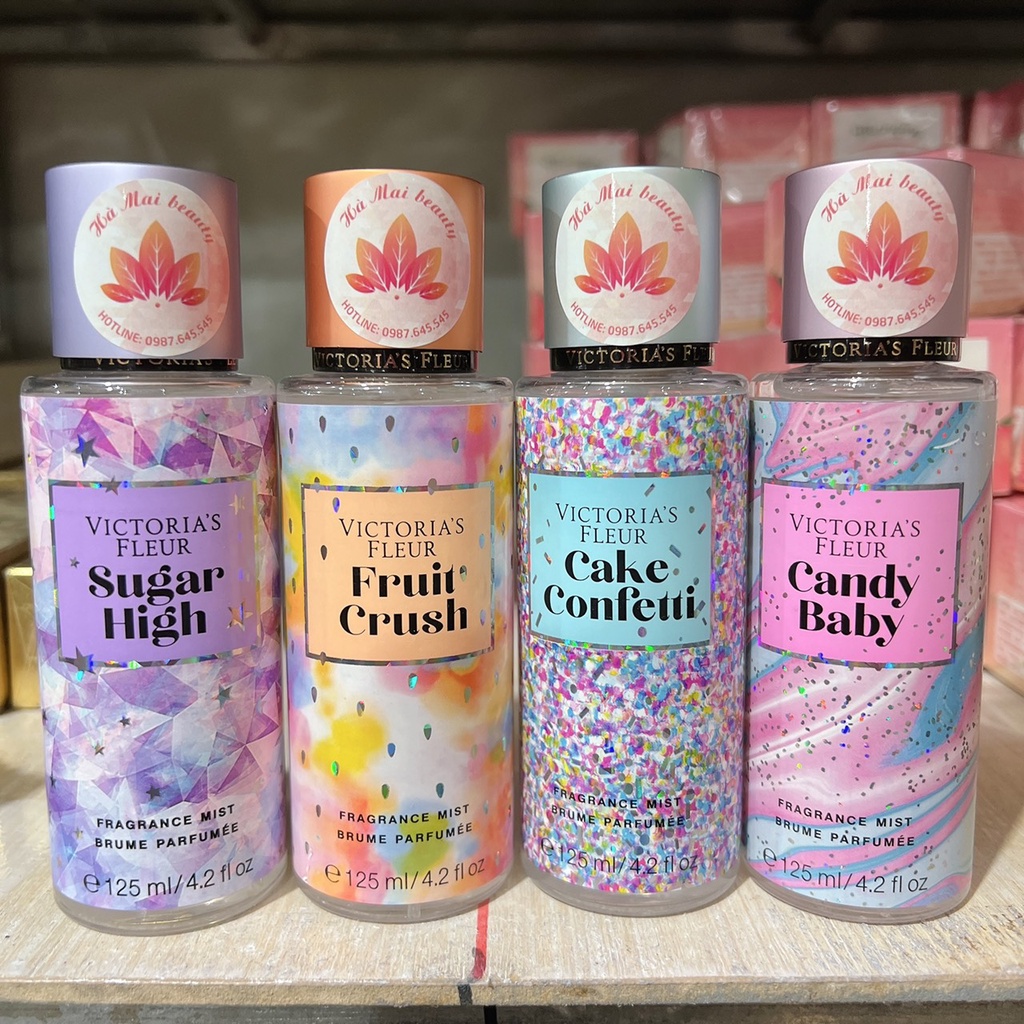 Hà Mai beauty
HOTLINE: 0987.645.545
VICTORIA'S
VICTORIA'S
FLEUR
Sugar
High
FRAGRANCE MIST
BRUME PARFUMÉE
℮125 ml/4.2 fl oz
Hà Mai beauty
HOTLINE: 0987.645.545
VICTORIA'S FLEUR
VICTORIA'S
FLEUR
Fruit
Crush
FRAGRANCE MIST
BRUME PARFUMÉE
℮125 ml/4.2 fl oz
Hà Mai beauty
HOTLINE: 0987.645.545
VICTORIA'S FLEUR
VICTORIA'S
FLEUR
Cake
Confetti
FRAGRANCE MIST
BRUME PARFUMÉE
℮125 ml/4.2 fl oz
Hà Mai beauty
HOTLINE: 0987.645.545
VICTORIA'S FLEUR
VICTORIA'S
FLEUR
Candy
Baby
FRAGRANCE MIST
BRUME PARFUMÉE
℮125 ml/4.2 fl oz